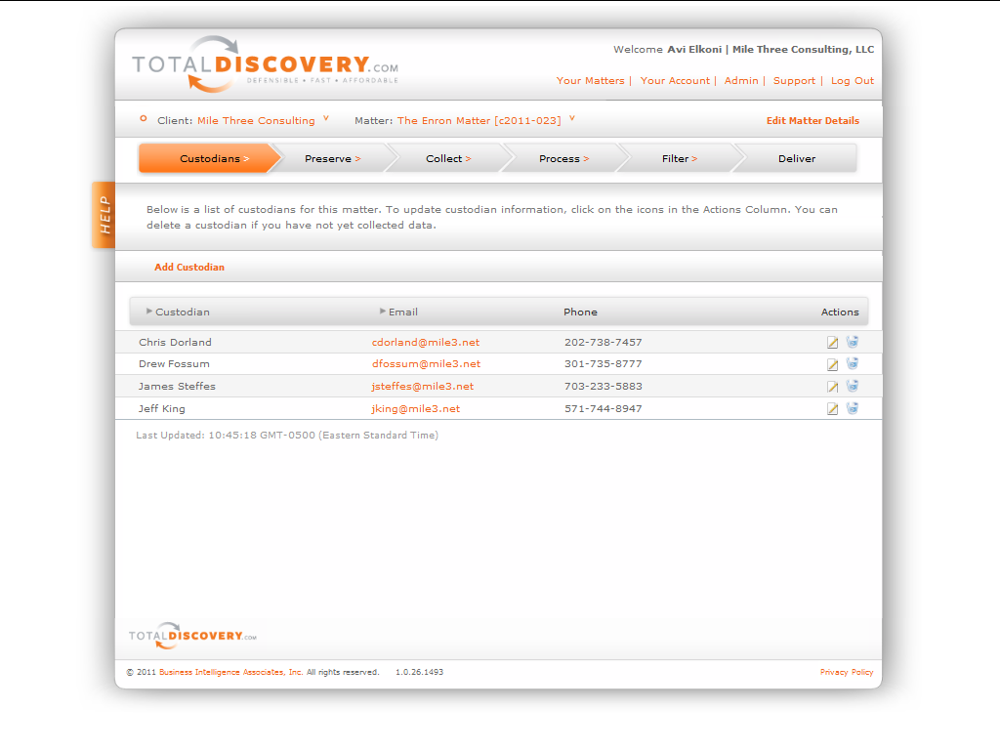 Welcome Avi Elkoni | Mile Three Consulting, LLC
TOTALDISCOVERY.COM
DEFENSIBLE • FAST • AFFORDABLE
Your Matters | Your Account | Admin | Support | Log Out
Client: Mile Three Consulting v Matter: The Enron Matter [c2011-023] v Edit Matter Details
Custodians > Preserve > Collect > Process > Filter > Deliver
HELP
Below is a list of custodians for this matter. To update custodian information, click on the icons in the Actions Column. You can
delete a custodian if you have not yet collected data.
Add Custodian
Custodian Email Phone Actions
Chris Dorland cdorland@mile3.net 202-738-7457
Drew Fossum dfossum@mile3.net 301-735-8777
James Steffes jsteffes@mile3.net 703-233-5883
Jeff King jking@mile3.net 571-744-8947
Last Updated: 10:45:18 GMT-0500 (Eastern Standard Time)
TOTALDISCOVERY.COM
© 2011 Business Intelligence Associates, Inc. All rights reserved. 1.0.26.1493 Privacy Policy